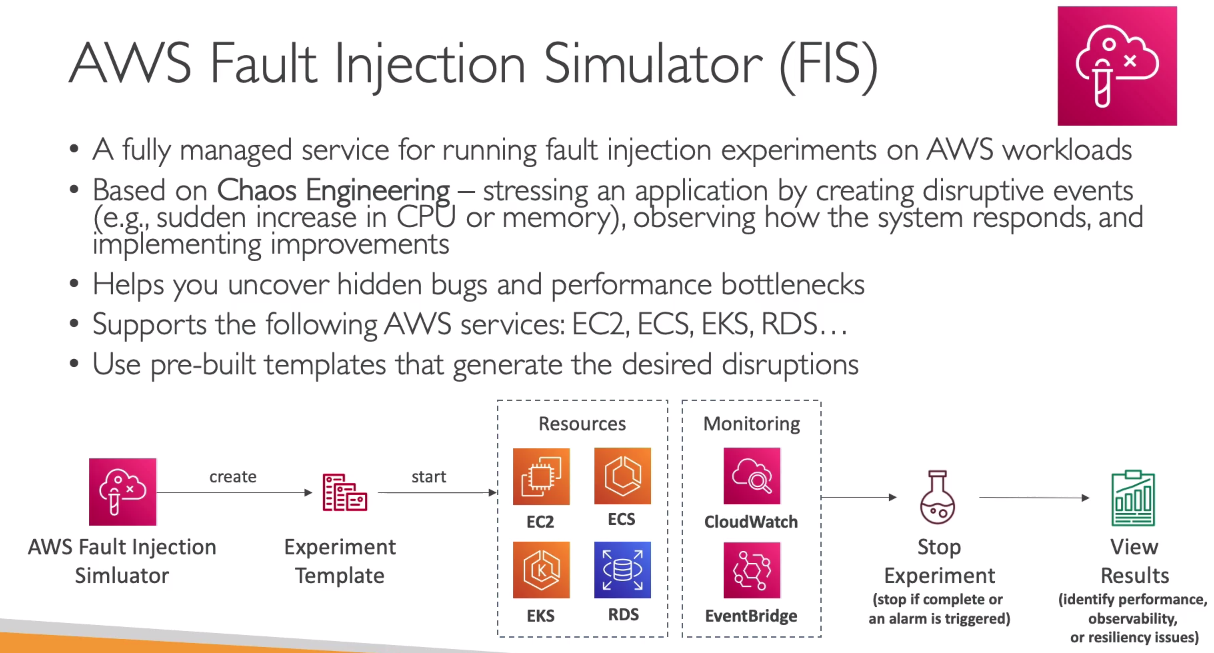 AWS Fault Injection Simulator (FIS)
• A fully managed service for running fault injection experiments on AWS workloads
• Based on Chaos Engineering – stressing an application by creating disruptive events
(e.g., sudden increase in CPU or memory), observing how the system responds, and
implementing improvements
• Helps you uncover hidden bugs and performance bottlenecks
• Supports the following AWS services: EC2, ECS, EKS, RDS…
• Use pre-built templates that generate the desired disruptions
AWS Fault Injection
Simluator
create
Experiment
Template
start
Resources
EC2
ECS
EKS
RDS
Monitoring
CloudWatch
EventBridge
Stop
Experiment
(stop if complete or
an alarm is triggered)
View
Results
(identify performance,
observability,
or resiliency issues)